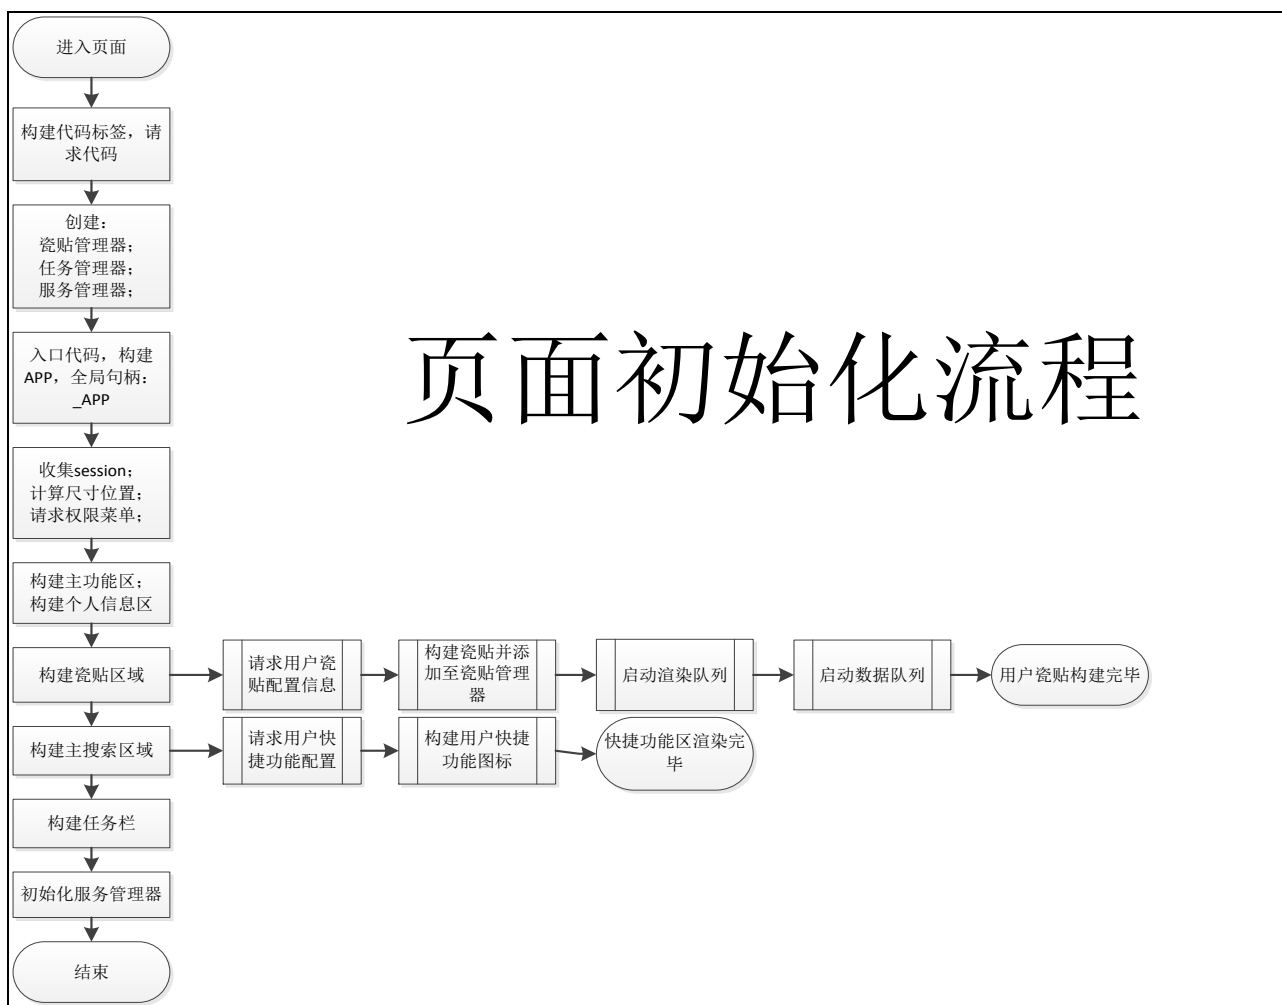 进入页面
构建代码标签，请
求代码
创建：
瓷贴管理器；
任务管理器；
服务管理器；
入口代码，构建
APP，全局句柄：
_APP
页面初始化流程
收集session；
计算尺寸位置；
请求权限菜单；
构建主功能区；
构建个人信息区
构建瓷贴区域
请求用户瓷
贴配置信息
构建瓷贴并添
加至瓷贴管理
器
启动渲染队列
启动数据队列
用户瓷贴构建完毕
构建主搜索区域
请求用户快
捷功能配置
构建用户快捷
功能图标
快捷功能区渲染完
毕
构建任务栏
初始化服务管理器
结束